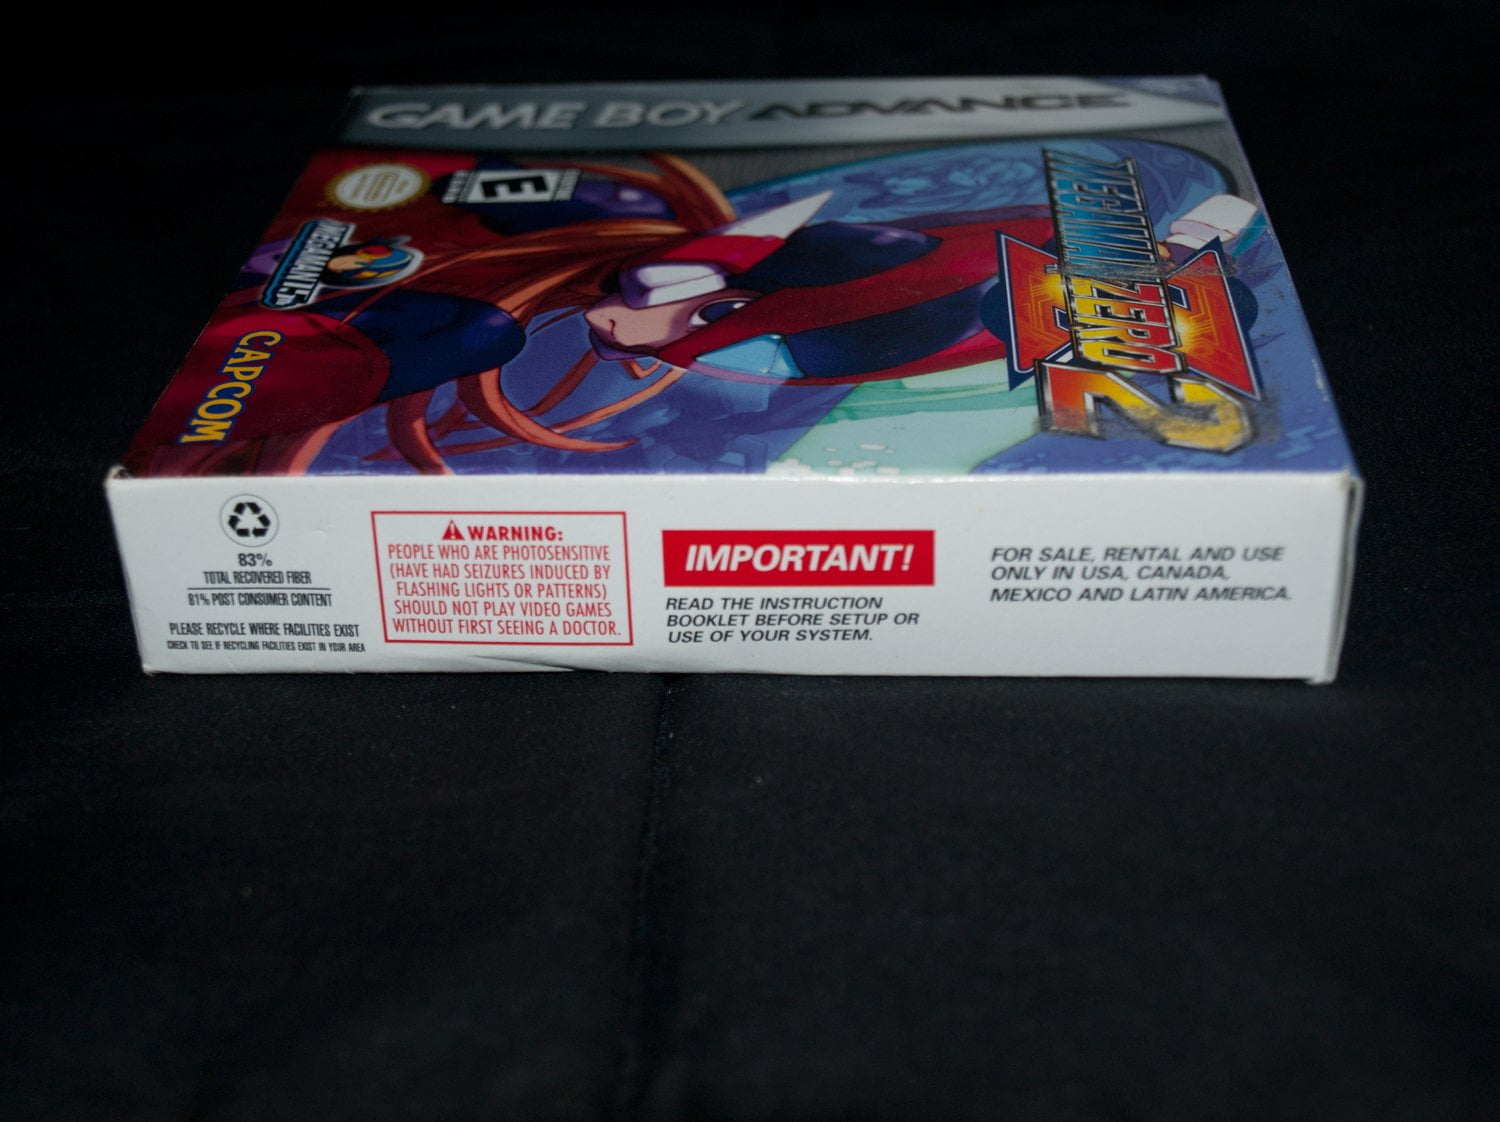 GAME BOY ADVANCE
E
MEGAMAN
ZERO
2
MEGAMAN 15th
CAPCOM
83%
TOTAL RECOVERED FIBER
81% POST CONSUMER CONTENT
PLEASE RECYCLE WHERE FACILITIES EXIST
CHECK TO SEE IF RECYCLING FACILITIES EXIST IN YOUR AREA
WARNING:
PEOPLE WHO ARE PHOTOSENSITIVE
(HAVE HAD SEIZURES INDUCED BY
FLASHING LIGHTS OR PATTERNS)
SHOULD NOT PLAY VIDEO GAMES
WITHOUT FIRST SEEING A DOCTOR.
IMPORTANT!
READ THE INSTRUCTION
BOOKLET BEFORE SETUP OR
USE OF YOUR SYSTEM.
FOR SALE, RENTAL AND USE
ONLY IN USA, CANADA,
MEXICO AND LATIN AMERICA.